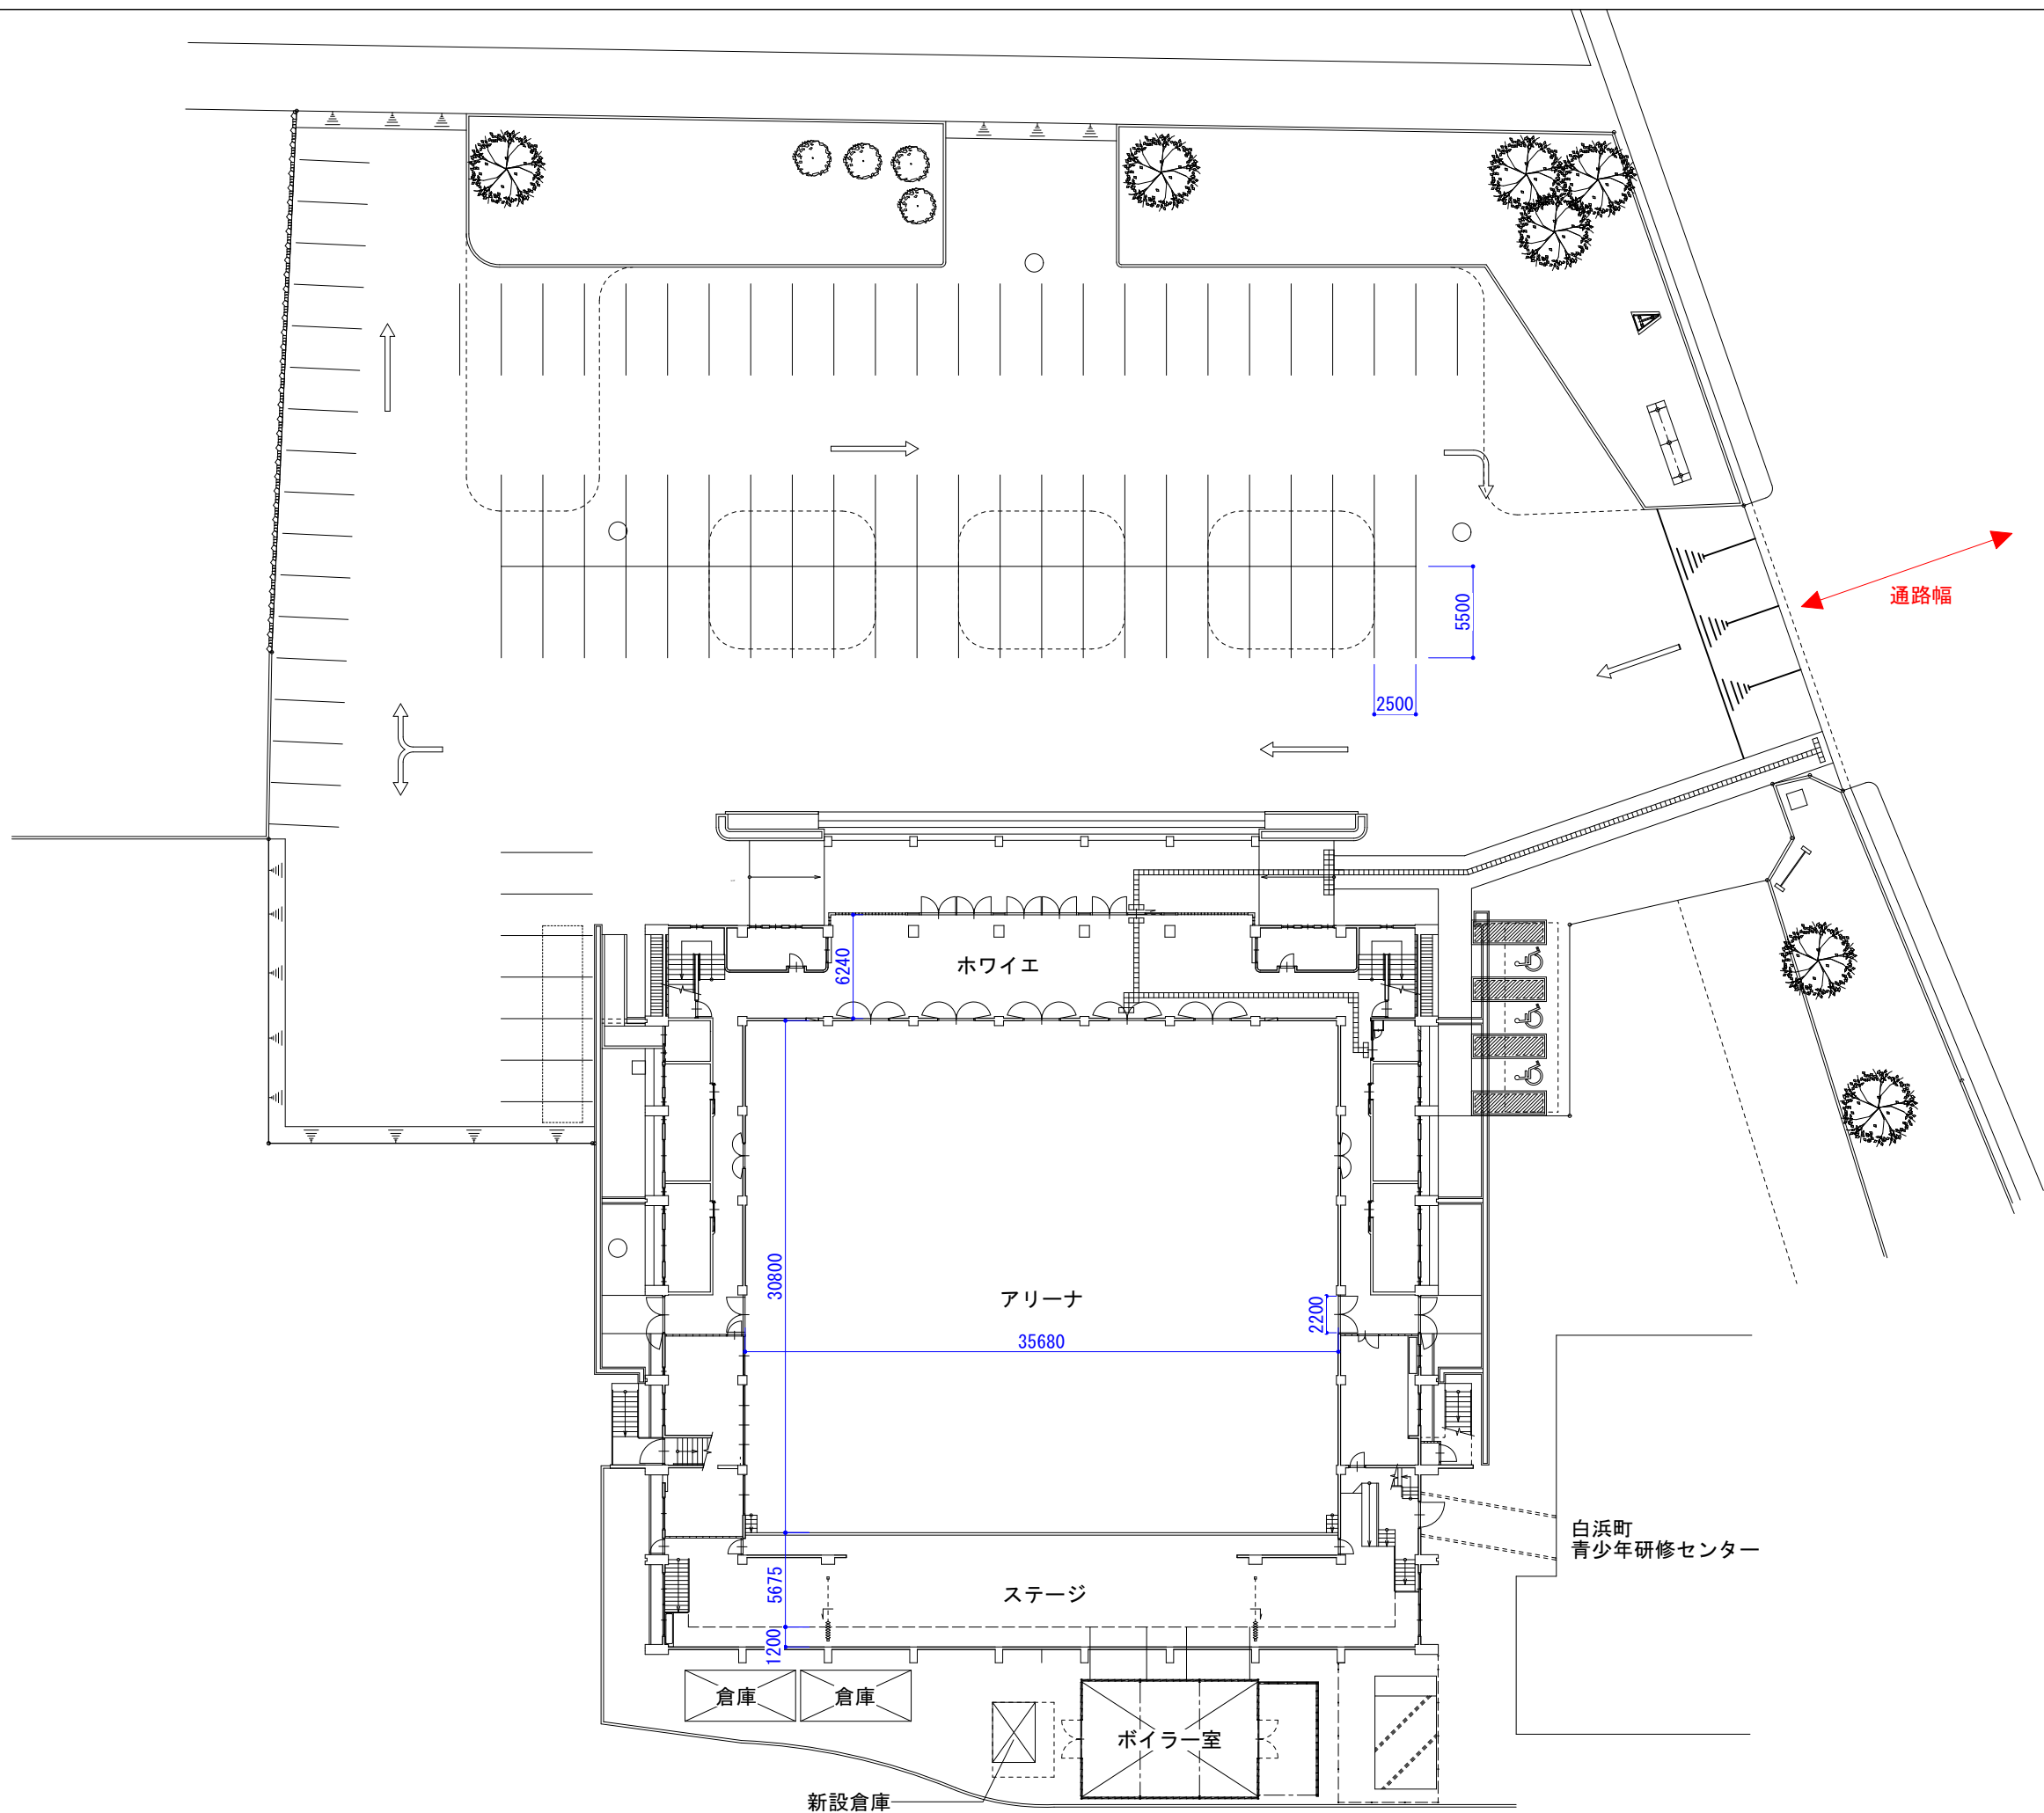 通路幅
5500
2500
6240
ホワイエ
30800
アリーナ
2200
35680
白浜町
青少年研修センター
5675
ステージ
1200
倉庫
倉庫
ボイラー室
新設倉庫